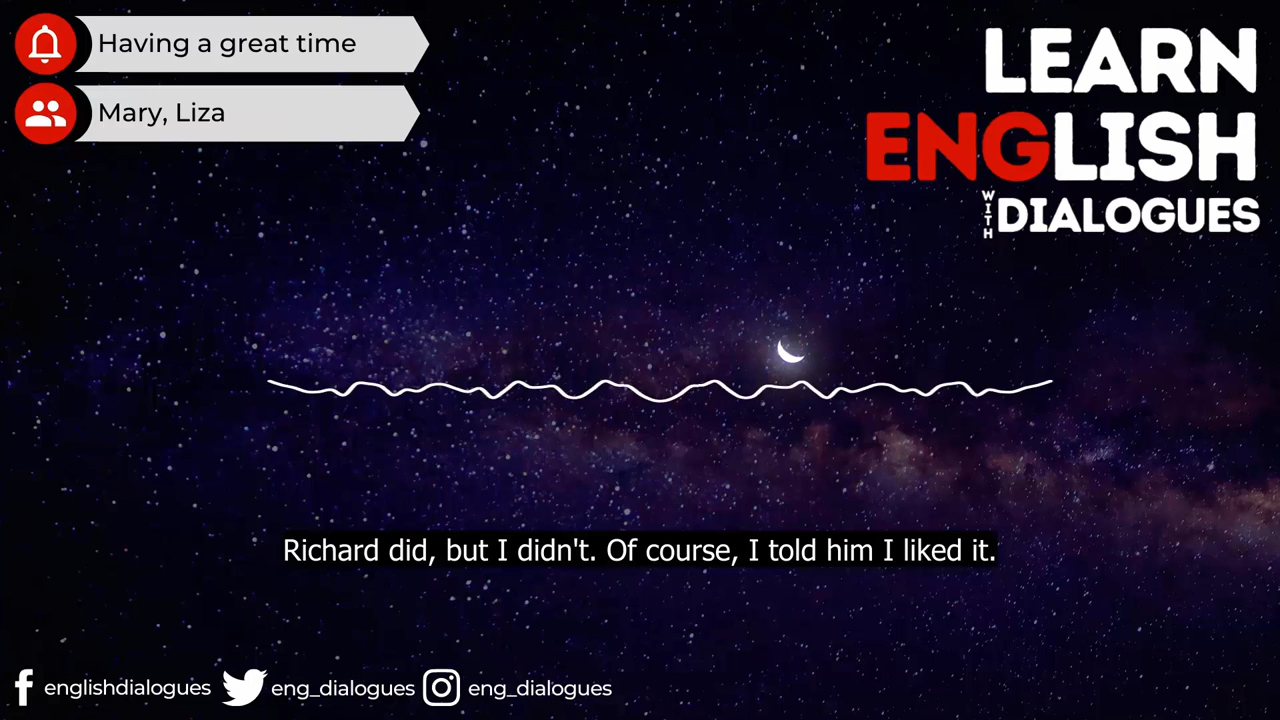 Having a great time
Mary, Liza
LEARN
ENGLISH
WITH DIALOGUES
Richard did, but I didn't. Of course, I told him I liked it.
englishdialogues eng_dialogues eng_dialogues